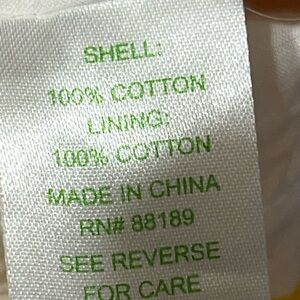 SHELL:
100% COTTON
LINING:
100% COTTON
MADE IN CHINA
RN# 88189
SEE REVERSE
FOR CARE